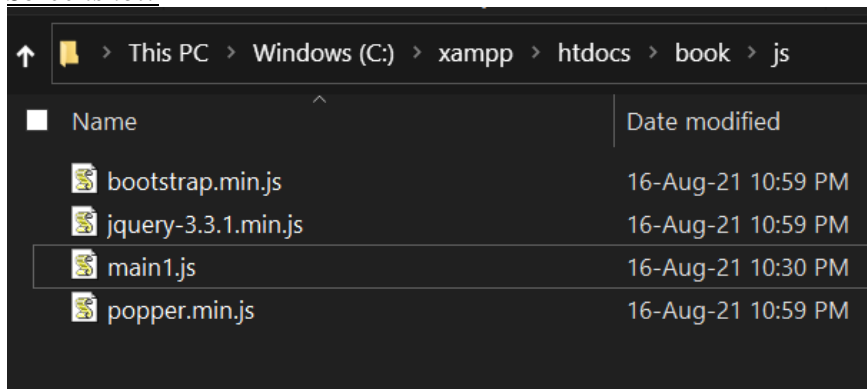 This PC > Windows (C:) > xampp > htdocs > book > js
Name Date modified
bootstrap.min.js 16-Aug-21 10:59 PM
jquery-3.3.1.min.js 16-Aug-21 10:59 PM
main1.js 16-Aug-21 10:30 PM
popper.min.js 16-Aug-21 10:59 PM